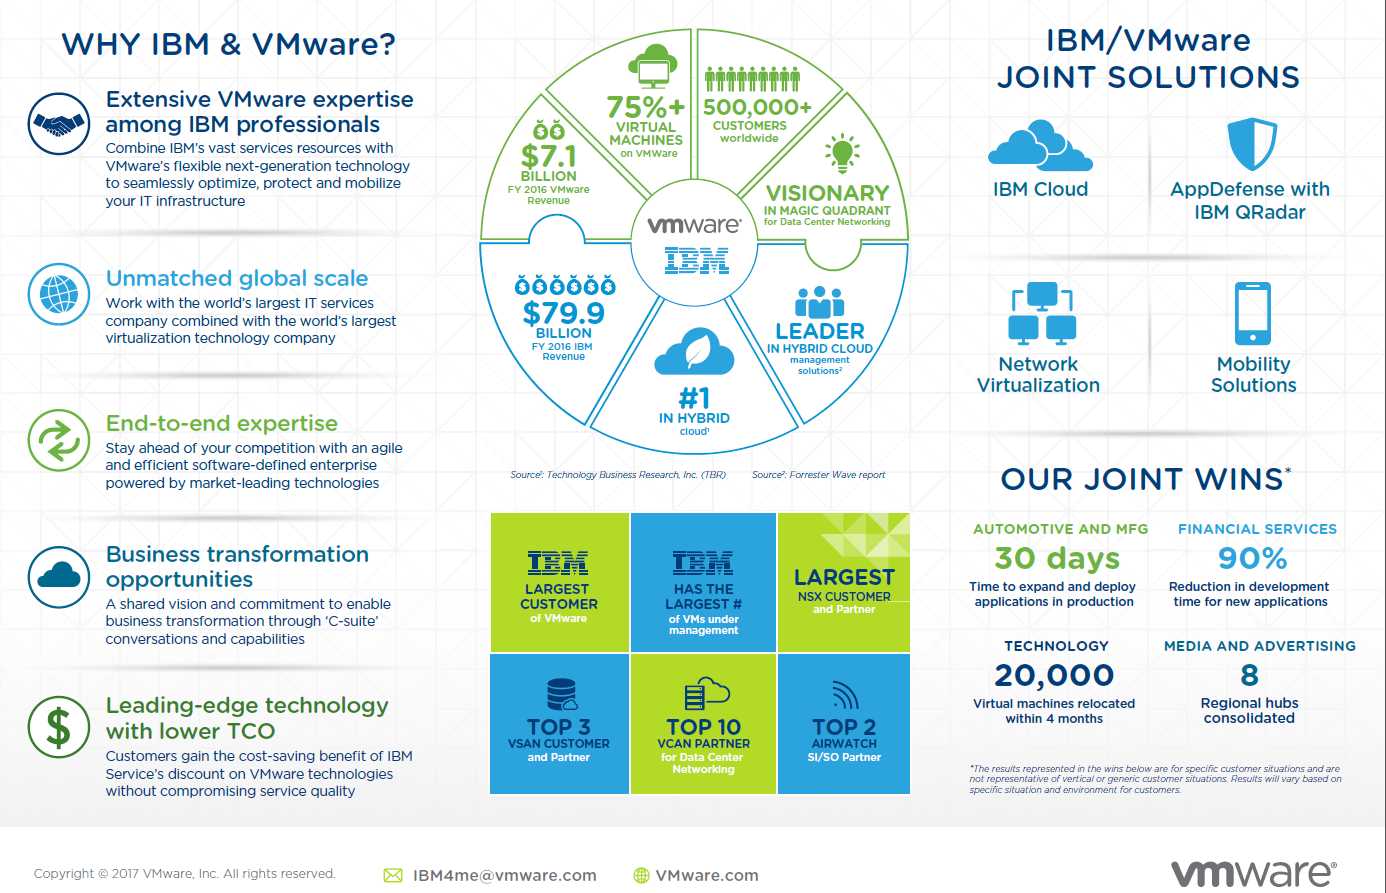 WHY IBM & VMware?
Extensive VMware expertise
among IBM professionals
Combine IBM's vast services resources with
VMware's flexible next-generation technology
to seamlessly optimize, protect and mobilize
your IT infrastructure
Unmatched global scale
Work with the world's largest IT services
company combined with the world's largest
virtualization technology company
End-to-end expertise
Stay ahead of your competition with an agile
and efficient software-defined enterprise
powered by market-leading technologies
Business transformation
opportunities
A shared vision and commitment to enable
business transformation through 'C-suite'
conversations and capabilities
$
Leading-edge technology
with lower TCO
Customers gain the cost-saving benefit of IBM
Service's discount on VMware technologies
without compromising service quality
75%+
VIRTUAL
MACHINES
on VMWare
500,000+
CUSTOMERS
worldwide
$7.1
BILLION
FY 2016 VMware
Revenue
VISIONARY
IN MAGIC QUADRANT
for Data Center Networking
vmware®
IBM
$79.9
BILLION
FY 2016 IBM
Revenue
LEADER
IN HYBRID CLOUD
management
solutions²
#1
IN HYBRID
cloud¹
Source¹: Technology Business Research, Inc. (TBR)
Source²: Forrester Wave report
IBM
LARGEST
CUSTOMER
of VMware
IBM
HAS THE
LARGEST #
of VMs under
management
LARGEST
NSX CUSTOMER
and Partner
TOP 3
VSAN CUSTOMER
and Partner
TOP 10
VCAN PARTNER
for Data Center
Networking
TOP 2
AIRWATCH
SI/SO Partner
IBM/VMware
JOINT SOLUTIONS
IBM Cloud
AppDefense with
IBM QRadar
Network
Virtualization
Mobility
Solutions
OUR JOINT WINS*
AUTOMOTIVE AND MFG
30 days
Time to expand and deploy
applications in production
FINANCIAL SERVICES
90%
Reduction in development
time for new applications
TECHNOLOGY
20,000
Virtual machines relocated
within 4 months
MEDIA AND ADVERTISING
8
Regional hubs
consolidated
*The results represented in the wins below are for specific customer situations and are
not representative of vertical or generic customer situations. Results will vary based on
specific situation and environment for customers.
Copyright © 2017 VMware, Inc. All rights reserved.
IBM4me@vmware.com
VMware.com
vmware®